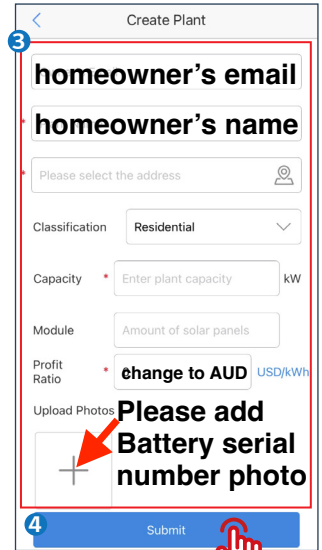 Create Plant
3
homeowner's email
* homeowner's name
* Please select the address
Classification Residential
Capacity * Enter plant capacity kW
Module Amount of solar panels
Profit
Ratio * change to AUD USD/kWh
Upload Photos Please add
Battery serial
number photo
4
Submit